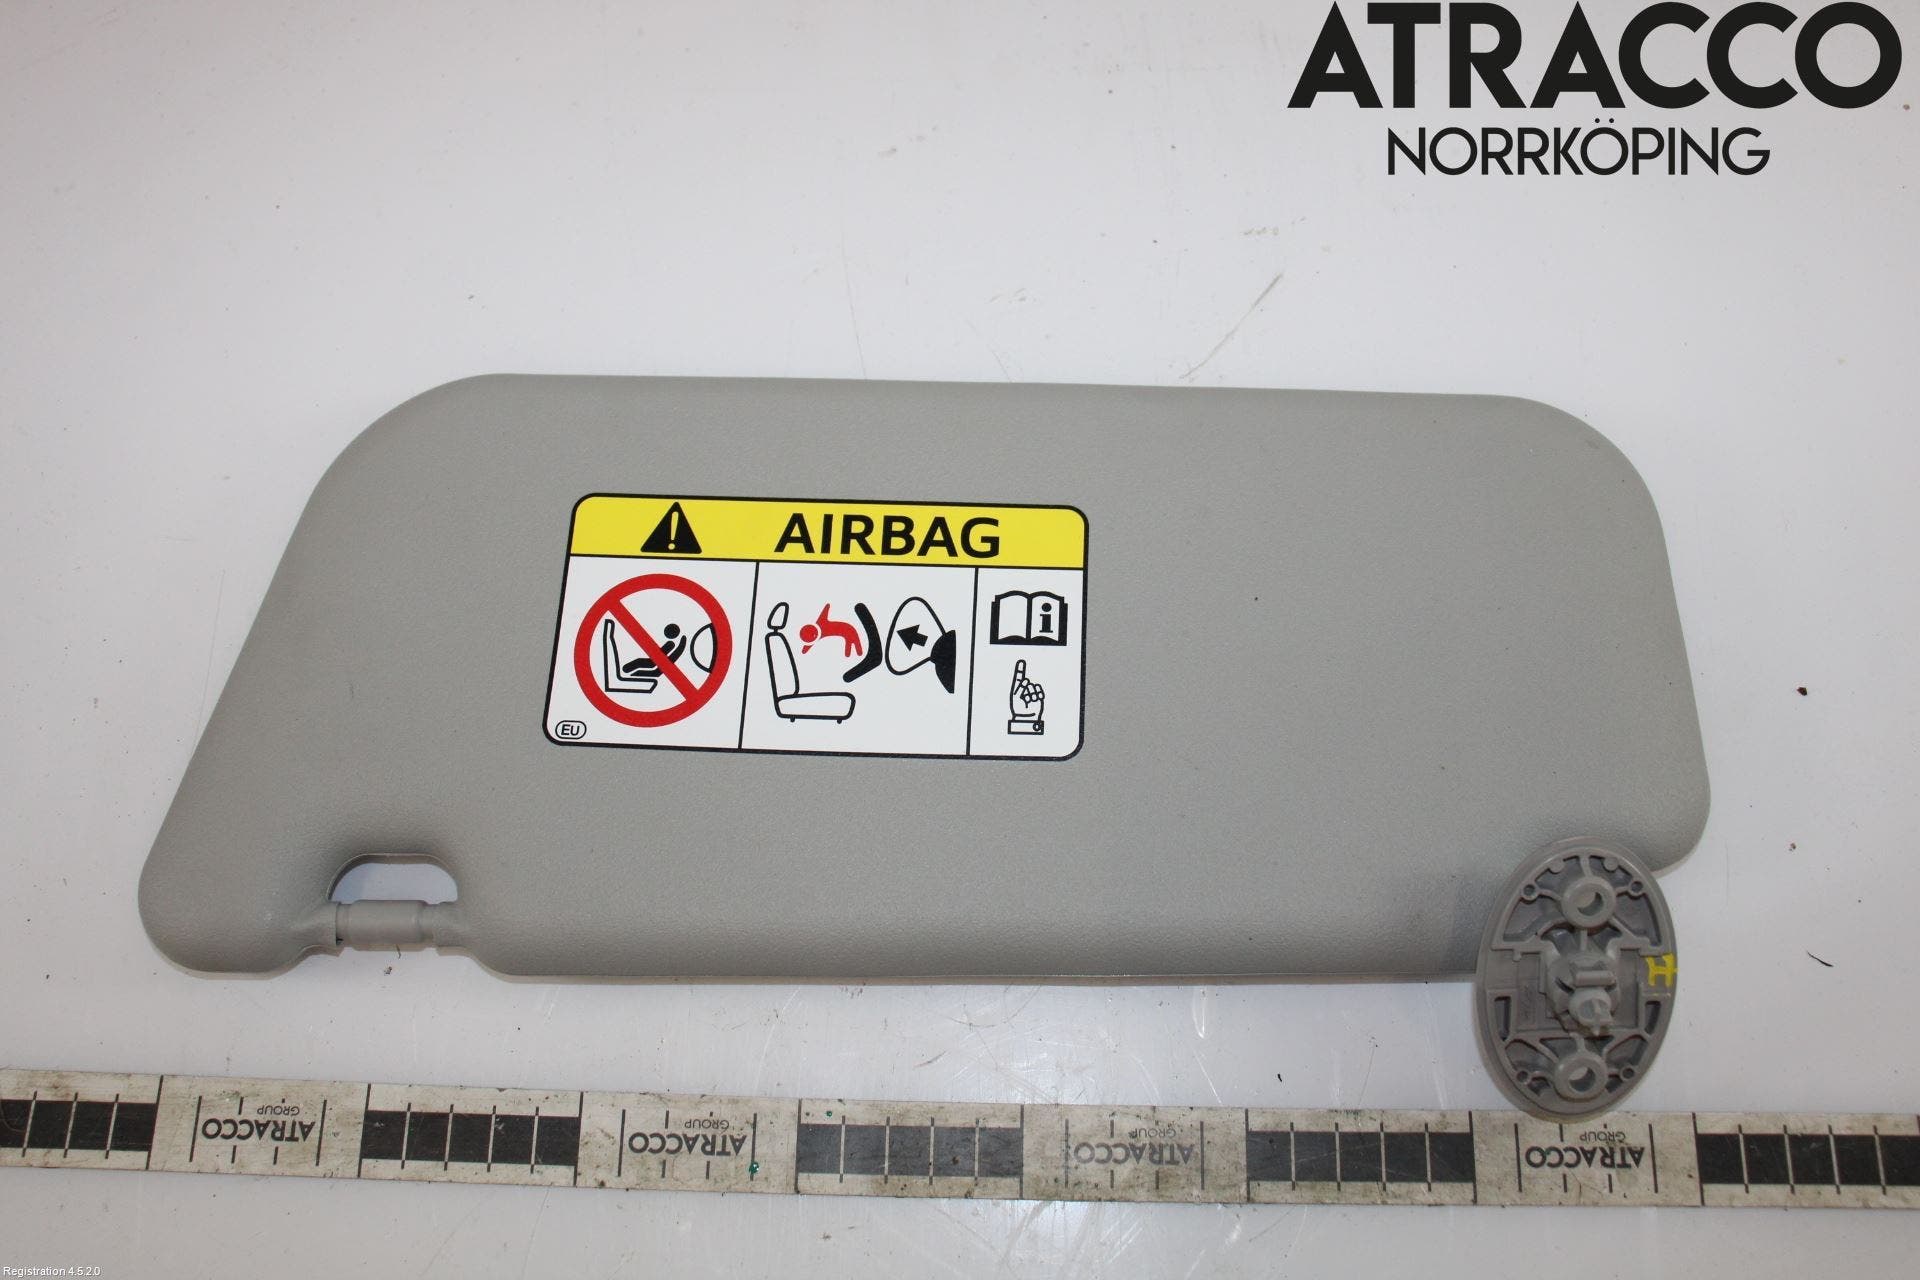 ATRACCO
NORRKÖPING
AIRBAG
i
EU
H
ATRACCO
GROUP
ATRACCO
GROUP
ATRACCO
GROUP
ATRACCO
GROUP
Registration 4.5.2.0